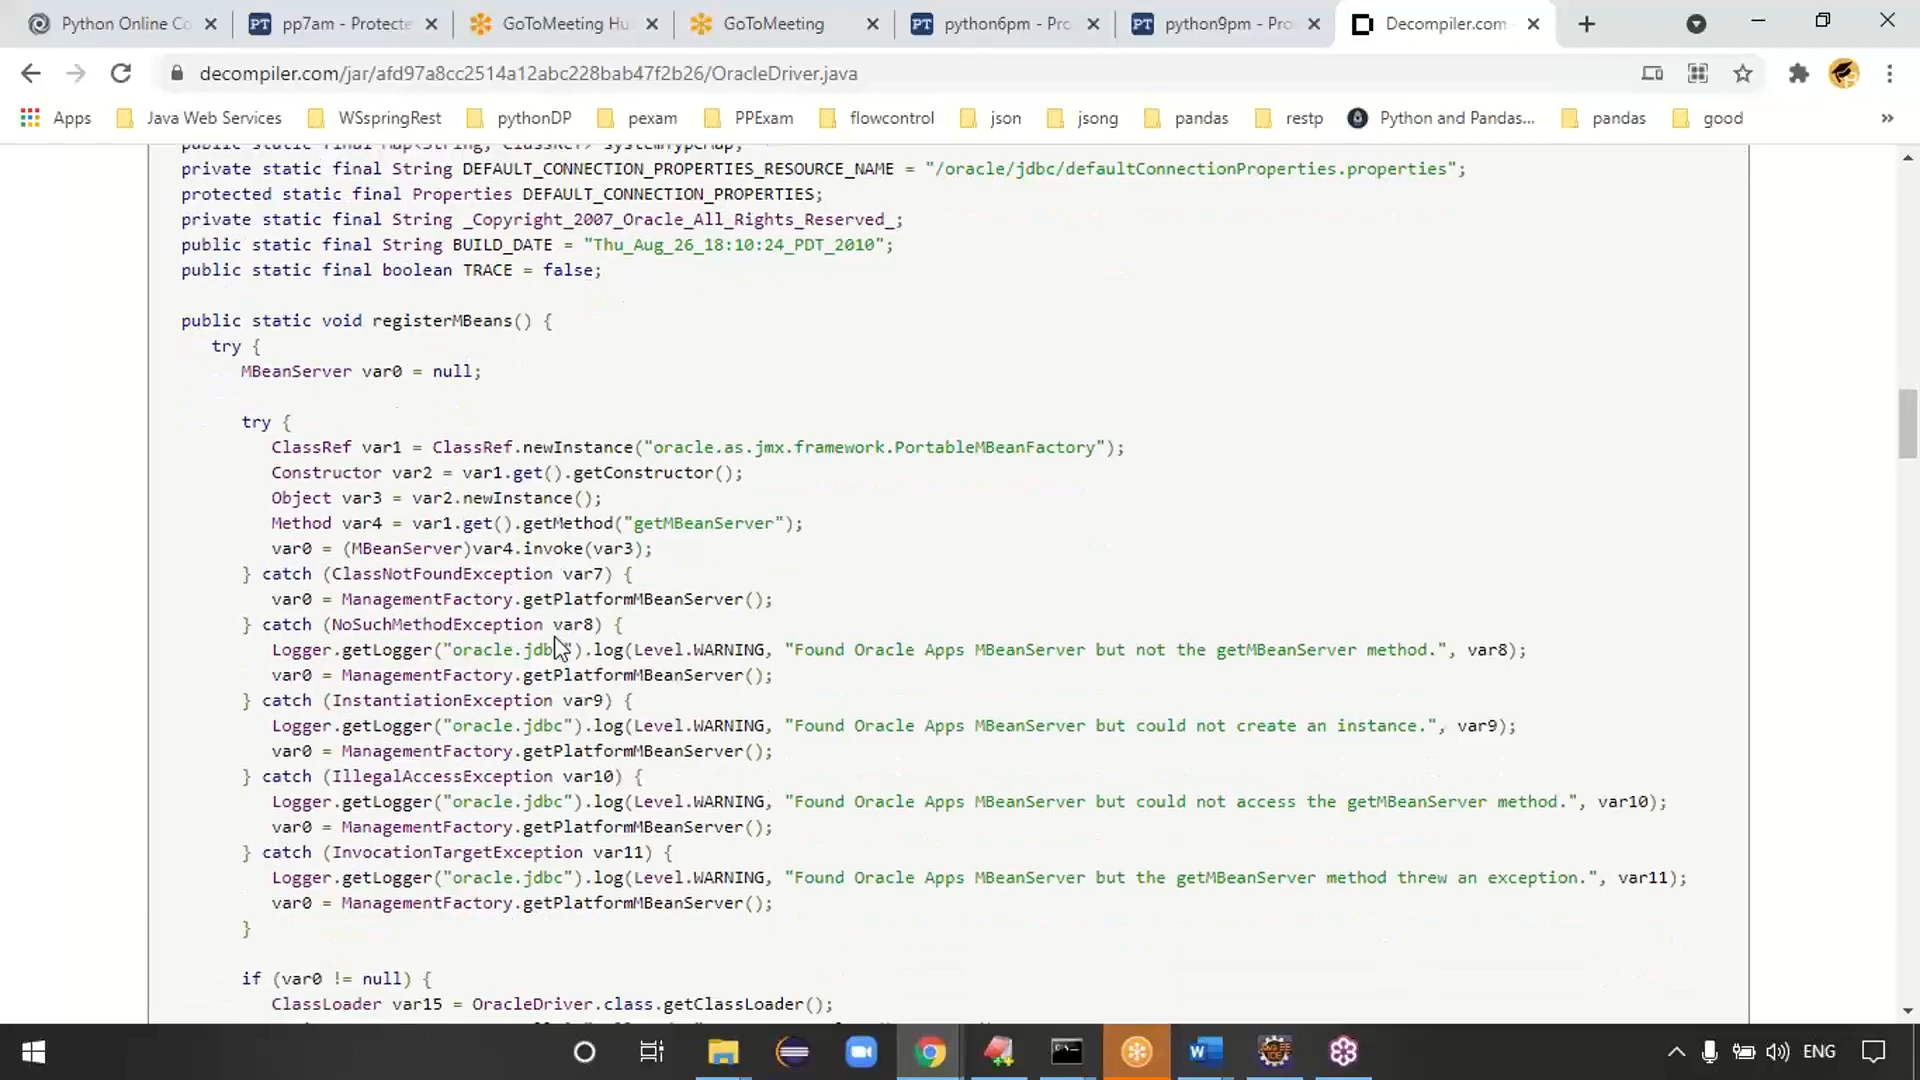 Python Online Co
pp7am - Protecte
GoToMeeting Hu
GoToMeeting
python6pm - Pro
python9pm - Pro
Decompiler.com
decompiler.com/jar/afd97a8cc2514a12abc228bab47f2b26/OracleDriver.java
Apps
Java Web Services
WSspringRest
pythonDP
pexam
PPExam
flowcontrol
json
jsong
pandas
restp
Python and Pandas...
pandas
good
»
public static final Map<String, ClassRef> systemTypeMap;
private static final String DEFAULT_CONNECTION_PROPERTIES_RESOURCE_NAME = "/oracle/jdbc/defaultConnectionProperties.properties";
protected static final Properties DEFAULT_CONNECTION_PROPERTIES;
private static final String _Copyright_2007_Oracle_All_Rights_Reserved_;
public static final String BUILD_DATE = "Thu_Aug_26_18:10:24_PDT_2010";
public static final boolean TRACE = false;
public static void registerMBeans() {
try {
MBeanServer var0 = null;
try {
ClassRef var1 = ClassRef.newInstance("oracle.as.jmx.framework.PortableMBeanFactory");
Constructor var2 = var1.get().getConstructor();
Object var3 = var2.newInstance();
Method var4 = var1.get().getMethod("getMBeanServer");
var0 = (MBeanServer)var4.invoke(var3);
} catch (ClassNotFoundException var7) {
var0 = ManagementFactory.getPlatformMBeanServer();
} catch (NoSuchMethodException var8) {
Logger.getLogger("oracle.jdbc").log(Level.WARNING, "Found Oracle Apps MBeanServer but not the getMBeanServer method.", var8);
var0 = ManagementFactory.getPlatformMBeanServer();
} catch (InstantiationException var9) {
Logger.getLogger("oracle.jdbc").log(Level.WARNING, "Found Oracle Apps MBeanServer but could not create an instance.", var9);
var0 = ManagementFactory.getPlatformMBeanServer();
} catch (IllegalAccessException var10) {
Logger.getLogger("oracle.jdbc").log(Level.WARNING, "Found Oracle Apps MBeanServer but could not access the getMBeanServer method.", var10);
var0 = ManagementFactory.getPlatformMBeanServer();
} catch (InvocationTargetException var11) {
Logger.getLogger("oracle.jdbc").log(Level.WARNING, "Found Oracle Apps MBeanServer but the getMBeanServer method threw an exception.", var11);
var0 = ManagementFactory.getPlatformMBeanServer();
}
if (var0 != null) {
ClassLoader var15 = OracleDriver.class.getClassLoader();
ENG